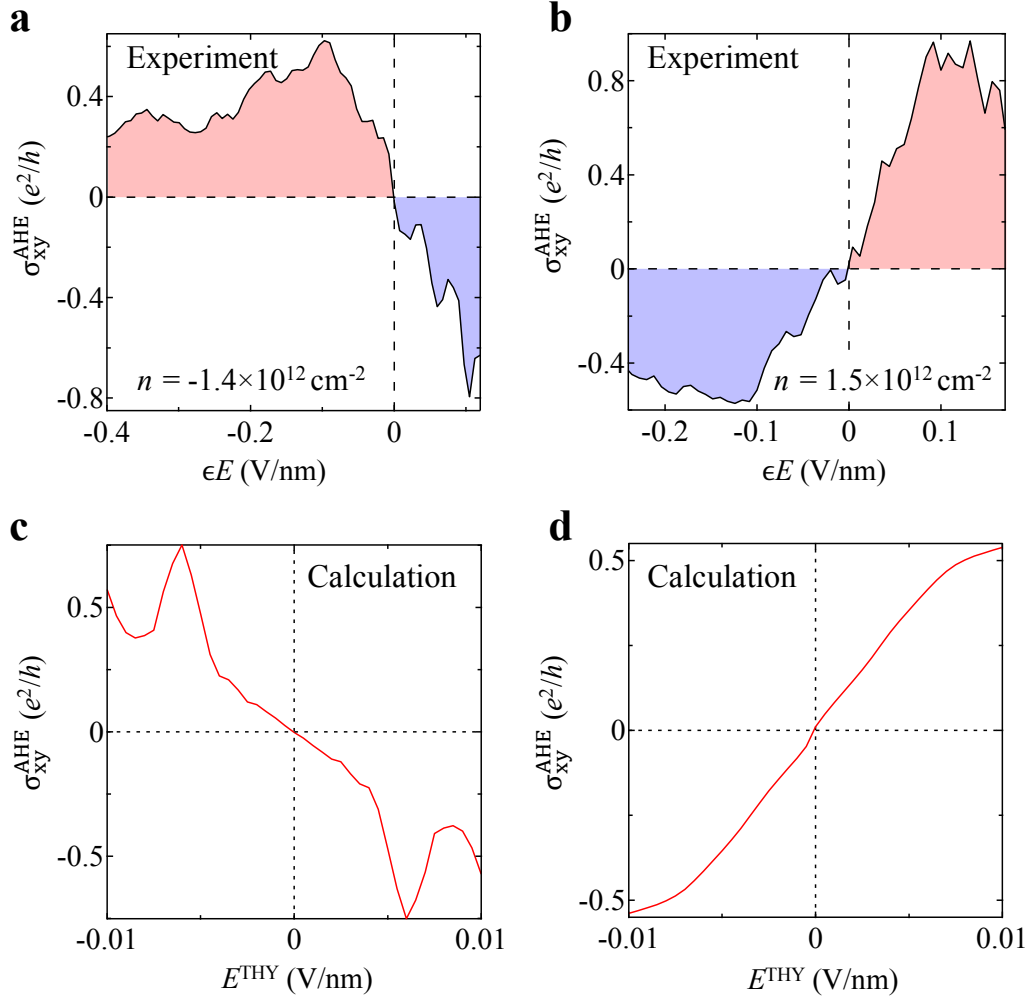 a
Experiment
σxyAHE (e2/h)
0.4
0
-0.4
-0.8
n = -1.4×1012 cm-2
-0.4
-0.2
0
ϵE (V/nm)
b
Experiment
σxyAHE (e2/h)
0.8
0.4
0
-0.4
n = 1.5×1012 cm-2
-0.2
-0.1
0
0.1
ϵE (V/nm)
c
Calculation
σxyAHE (e2/h)
0.5
0
-0.5
-0.01
0
0.01
ETHY (V/nm)
d
Calculation
σxyAHE (e2/h)
0.5
0
-0.5
-0.01
0
0.01
ETHY (V/nm)